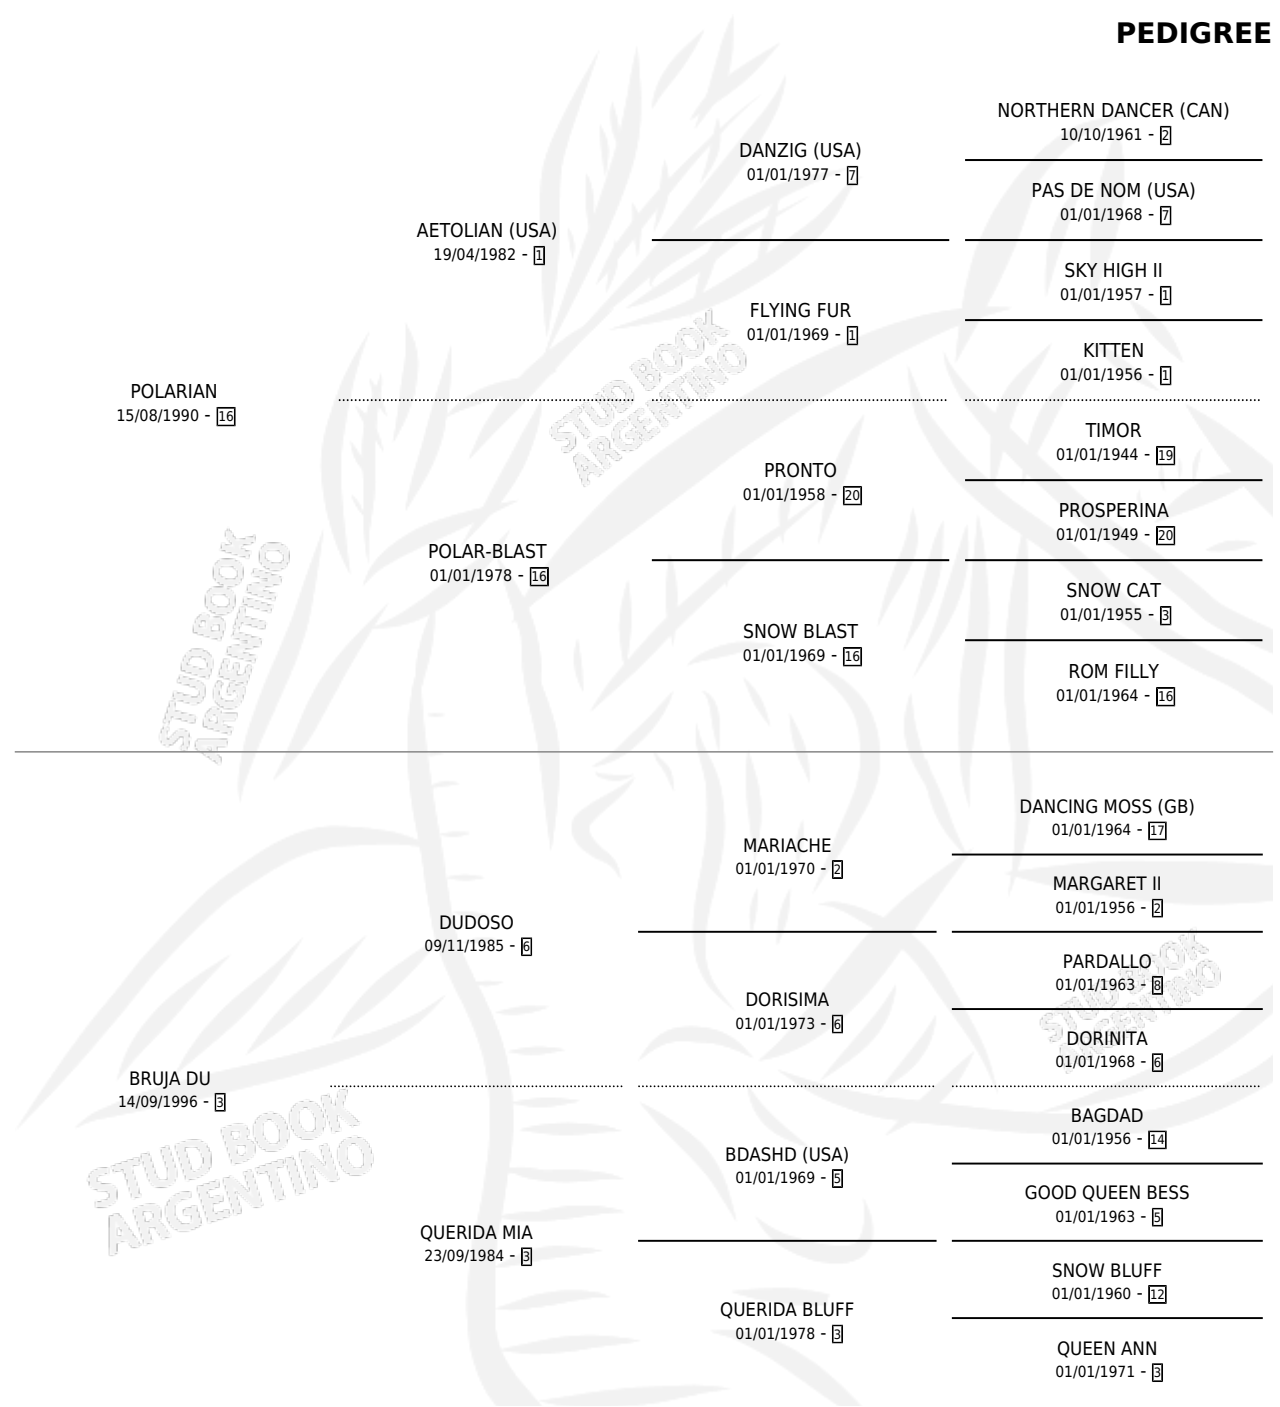 PEDIGREE
NORTHERN DANCER (CAN)
10/10/1961 - 2
DANZIG (USA)
01/01/1977 - 7
PAS DE NOM (USA)
01/01/1968 - 7
AETOLIAN (USA)
19/04/1982 - 1
SKY HIGH II
01/01/1957 - 1
FLYING FUR
01/01/1969 - 1
KITTEN
01/01/1956 - 1
POLARIAN
15/08/1990 - 16
TIMOR
01/01/1944 - 19
PRONTO
01/01/1958 - 20
PROSPERINA
01/01/1949 - 20
POLAR-BLAST
01/01/1978 - 16
SNOW CAT
01/01/1955 - 3
SNOW BLAST
01/01/1969 - 16
ROM FILLY
01/01/1964 - 16
DANCING MOSS (GB)
01/01/1964 - 17
MARIACHE
01/01/1970 - 2
MARGARET II
01/01/1956 - 2
DUDOSO
09/11/1985 - 6
PARDALLO
01/01/1963 - 8
DORISIMA
01/01/1973 - 6
DORINITA
01/01/1968 - 6
BRUJA DU
14/09/1996 - 3
BAGDAD
01/01/1956 - 14
BDASHD (USA)
01/01/1969 - 5
GOOD QUEEN BESS
01/01/1963 - 5
QUERIDA MIA
23/09/1984 - 3
SNOW BLUFF
01/01/1960 - 12
QUERIDA BLUFF
01/01/1978 - 3
QUEEN ANN
01/01/1971 - 3
STUD BOOK
ARGENTINO
STUD BOOK
ARGENTINO
STUD BOOK
ARGENTINO
STUD BOOK
ARGENTINO